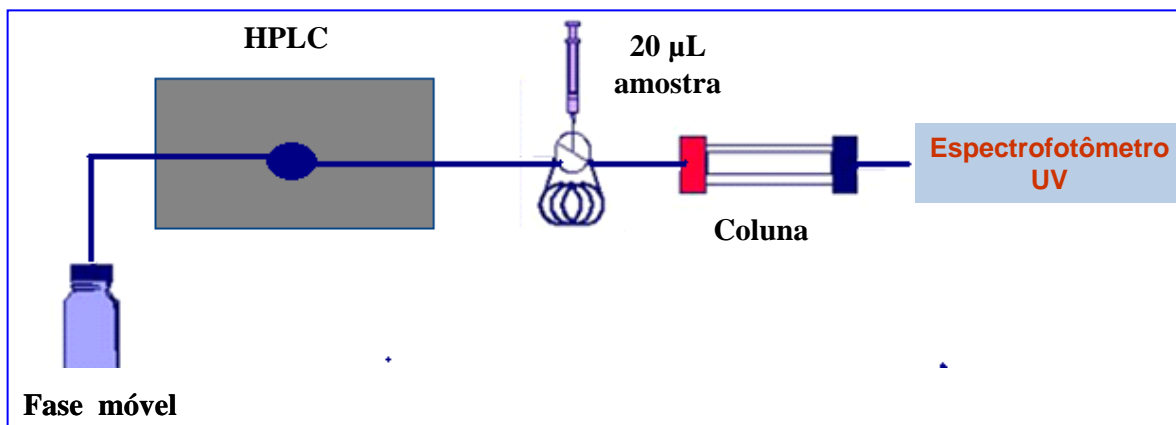 HPLC
20 µL
amostra
Espectrofotômetro
UV
Coluna
Fase móvel